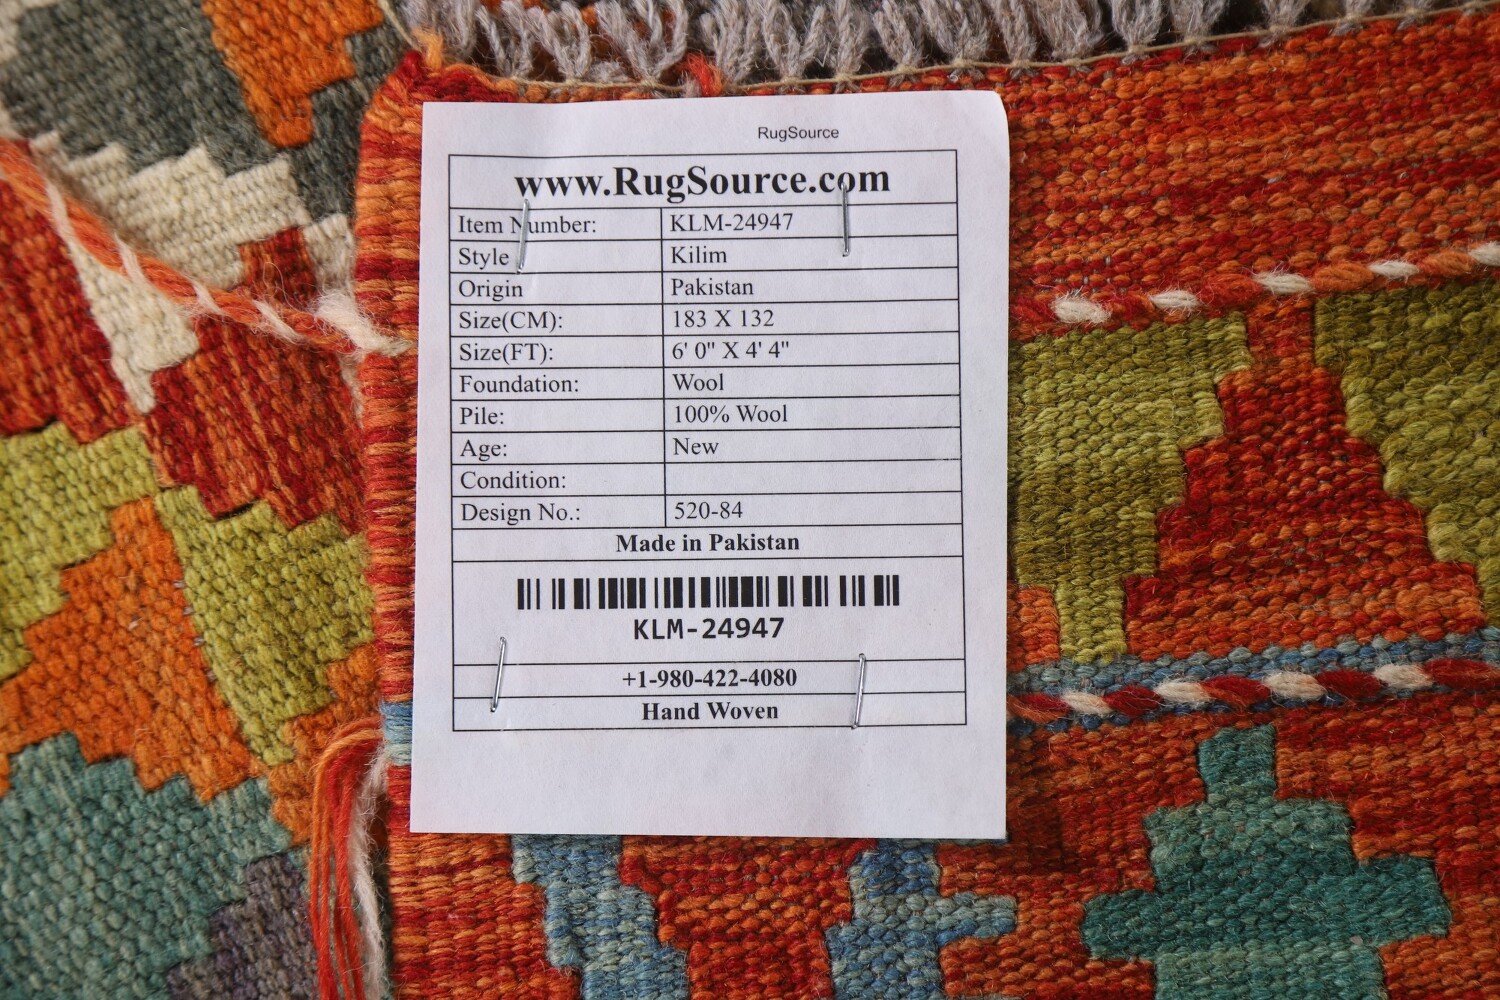 RugSource
www.RugSource.com
Item Number: KLM-24947
Style Kilim
Origin Pakistan
Size(CM): 183 X 132
Size(FT): 6' 0" X 4' 4"
Foundation: Wool
Pile: 100% Wool
Age: New
Condition:
Design No.: 520-84
Made in Pakistan
KLM-24947
+1-980-422-4080
Hand Woven